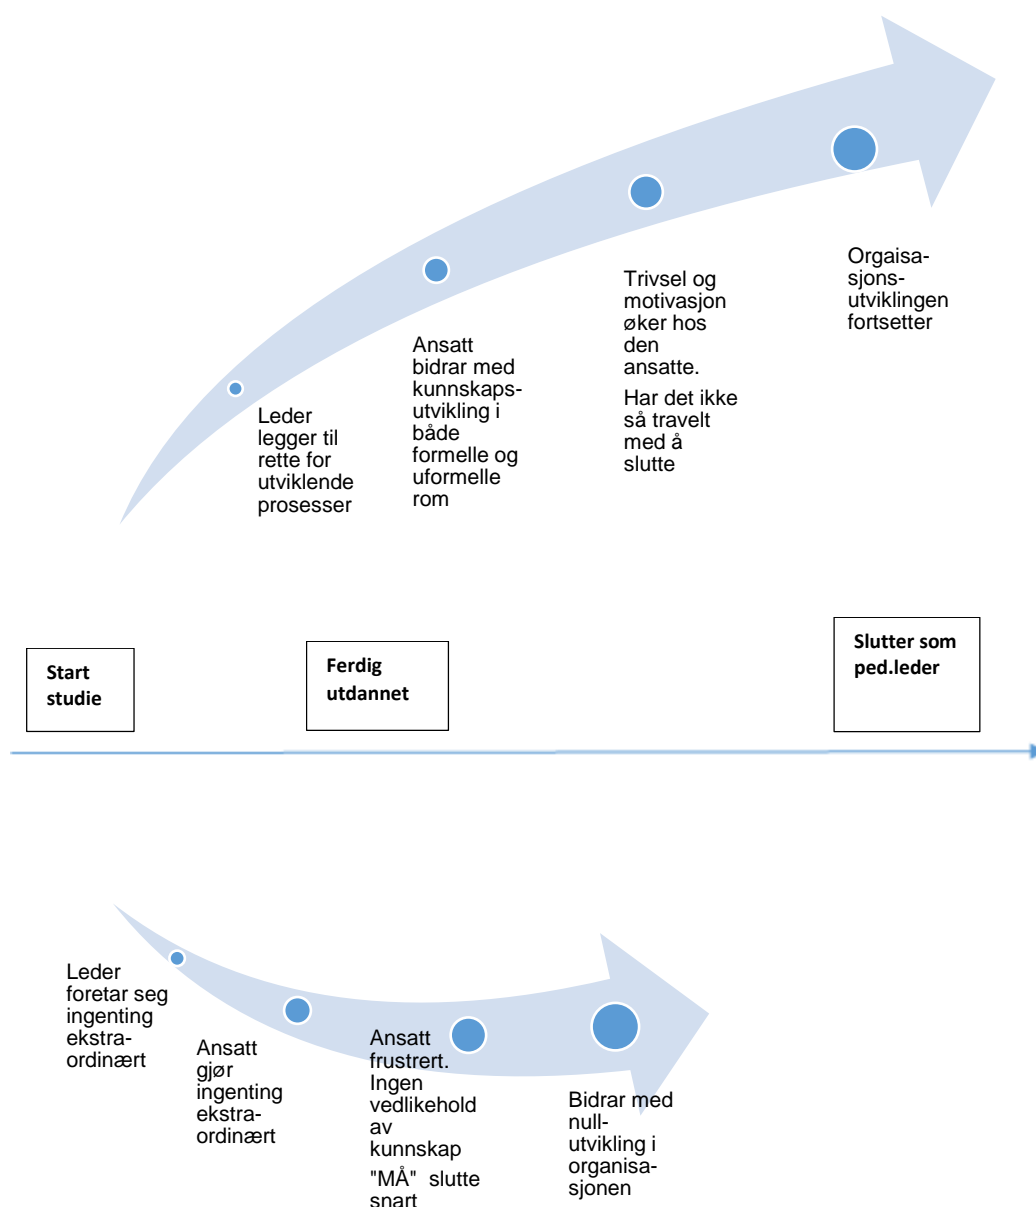 Leder
legger til
rette for
utviklende
prosesser
Ansatt
bidrar med
kunnskaps-
utvikling i
både
formelle og
uformelle
rom
Trivsel og
motivasjon
øker hos
den
ansatte.
Har det ikke
så travelt
med å
slutte
Orgaisa-
sjons-
utviklingen
fortsetter
Start
studie
Ferdig
utdannet
Slutter som
ped.leder
Leder
foretar seg
ingenting
ekstra-
ordinært
Ansatt
gjør
ingenting
ekstra-
ordinært
Ansatt
frustrert.
Ingen
vedlikehold
av
kunnskap
"MÅ" slutte
snart
Bidrar med
null-
utvikling i
organisa-
sjonen